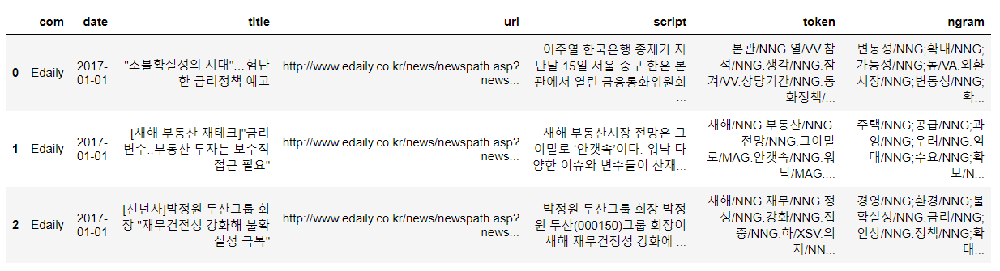 com date title url script token ngram
0 Edaily 2017-01-01 "초불확실성의 시대"…험난한 금리정책 예고 http://www.edaily.co.kr/news/newspath.asp?news... 이주열 한국은행 총재가 지난달 15일 서울 중구 한은 본관에서 열린 금융통화위원회 ... 본관/NNG.열/VV.참석/NNG.생각/NNG.잠겨/VV.상당기간/NNG.통화정책/... 변동성/NNG;확대/NNG;가능성/NNG;높/VA.외환시장/NNG;변동성/NNG;확...
1 Edaily 2017-01-01 [새해 부동산 재테크]"금리 변수..부동산 투자는 보수적 접근 필요" http://www.edaily.co.kr/news/newspath.asp?news... 새해 부동산시장 전망은 그야말로 ‘안갯속’이다. 워낙 다양한 이슈와 변수들이 산재... 새해/NNG.부동산/NNG.전망/NNG.그야말로/MAG.안갯속/NNG.워낙/MAG.... 주택/NNG;공급/NNG;과잉/NNG;우려/NNG.임대/NNG;수요/NNG;확보/N...
2 Edaily 2017-01-01 [신년사]박정원 두산그룹 회장 "재무건전성 강화해 불확실성 극복" http://www.edaily.co.kr/news/newspath.asp?news... 박정원 두산그룹 회장 박정원 두산(000150)그룹 회장이 새해 재무건정성 강화에 ... 새해/NNG.재무/NNG.정성/NNG.강화/NNG.집중/NNG.하/XSV.의지/NN... 경영/NNG;환경/NNG;불확실성/NNG.금리/NNG;인상/NNG.정책/NNG;확대...